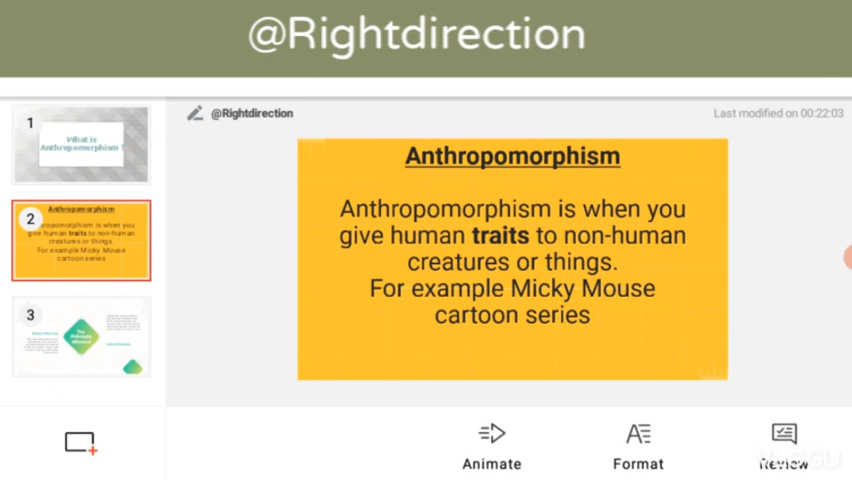 @Rightdirection
@Rightdirection
Last modified on 00:22:03
1
What is
Anthropomorphism ?
2
Anthropomorphism
Anthropomorphism is when you
give human traits to non-human
creatures or things.
For example Micky Mouse
cartoon series
3
The
Anthropomorphism
Anthropomorphism is when you
give human traits to non-human
creatures or things.
For example Micky Mouse
cartoon series
Animate
Format
Review